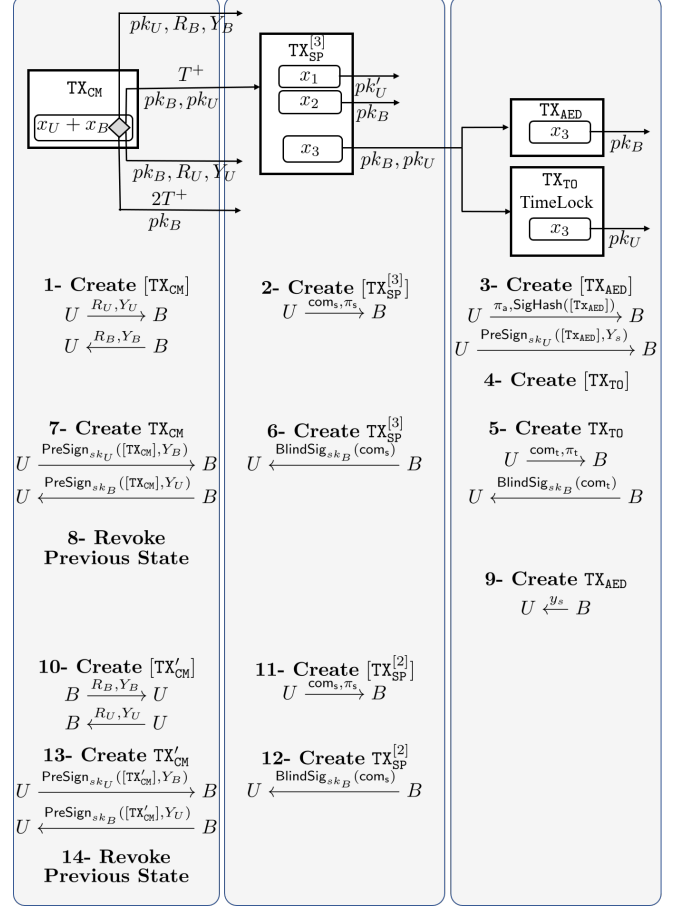 pk_U, R_B, Y_B
TX_CM
x_U + x_B
T^+
pk_B, pk_U
pk_B, R_U, Y_U
2T^+
pk_B
TX_SP^[3]
x_1
pk'_U
x_2
pk_B
x_3
pk_B, pk_U
TX_AED
x_3
pk_B
TX_TO
TimeLock
x_3
pk_U
1- Create [TX_CM]
U R_U,Y_U → B
U ← R_B,Y_B B
2- Create [TX_SP^[3]]
U com_s,π_s → B
3- Create [TX_AED]
U π_a,SigHash([Tx_AED]) → B
U PreSign_sk_U([Tx_AED],Y_s) → B
4- Create [TX_TO]
7- Create TX_CM
U PreSign_sk_U([TX_CM],Y_B) → B
U ← PreSign_sk_B([TX_CM],Y_U) B
8- Revoke
Previous State
6- Create TX_SP^[3]
U ← BlindSig_sk_B(com_s) B
5- Create TX_TO
U com_t,π_t → B
U ← BlindSig_sk_B(com_t) B
9- Create TX_AED
U ← y_s B
10- Create [TX'_CM]
B R_B,Y_B → U
B ← R_U,Y_U U
11- Create [TX_SP^[2]]
U com_s,π_s → B
13- Create TX'_CM
U PreSign_sk_U([TX'_CM],Y_B) → B
U ← PreSign_sk_B([TX'_CM],Y_U) B
14- Revoke
Previous State
12- Create TX_SP^[2]
U ← BlindSig_sk_B(com_s) B